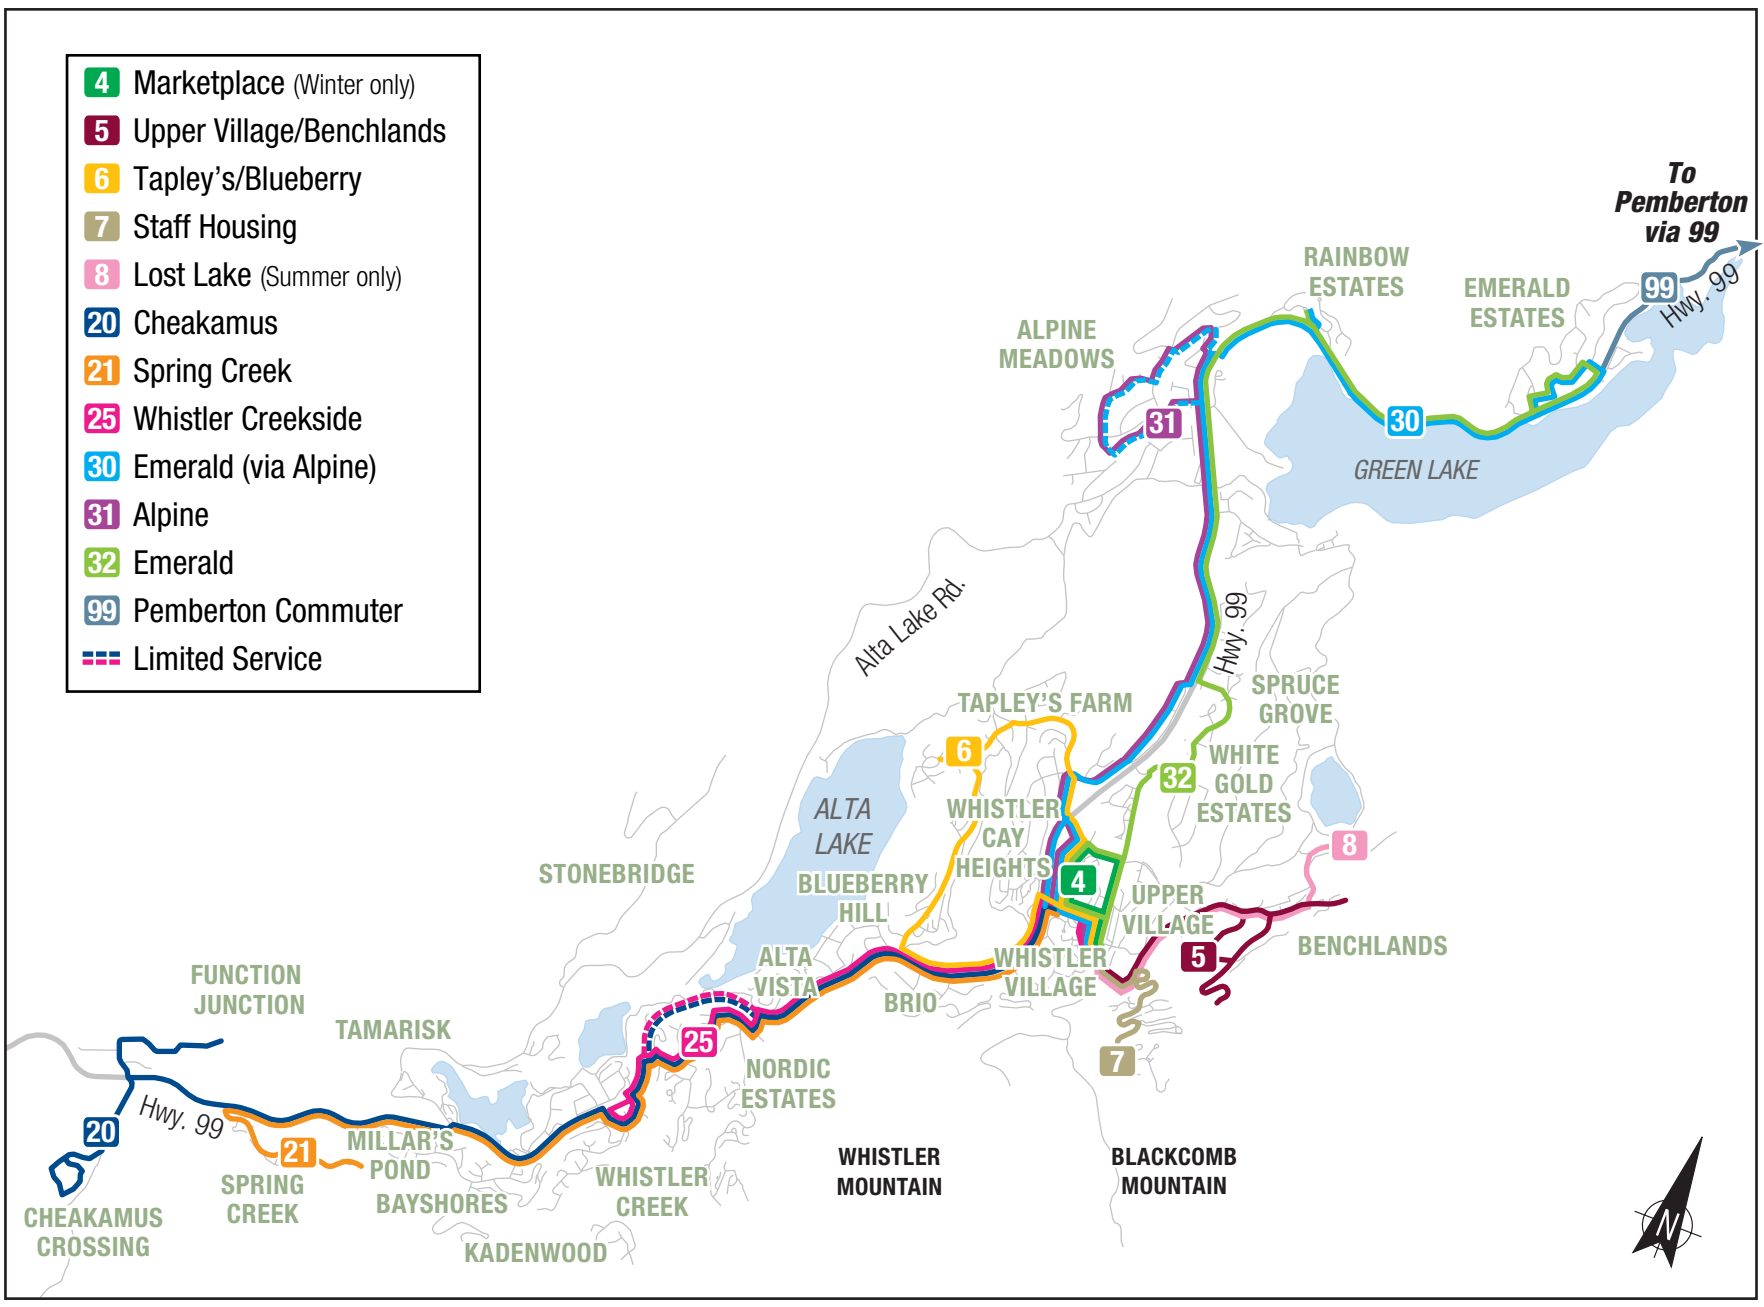 4 Marketplace (Winter only)
5 Upper Village/Benchlands
6 Tapley's/Blueberry
7 Staff Housing
8 Lost Lake (Summer only)
20 Cheakamus
21 Spring Creek
25 Whistler Creekside
30 Emerald (via Alpine)
31 Alpine
32 Emerald
99 Pemberton Commuter
Limited Service
To
Pemberton
via 99
99
Hwy. 99
RAINBOW
ESTATES
EMERALD
ESTATES
ALPINE
MEADOWS
31
30
GREEN LAKE
Alta Lake Rd.
Hwy. 99
SPRUCE
GROVE
TAPLEY'S FARM
6
32
WHITE
GOLD
ESTATES
ALTA
LAKE
WHISTLER
CAY
HEIGHTS
8
4
STONEBRIDGE
BLUEBERRY
HILL
UPPER
VILLAGE
5
BENCHLANDS
ALTA
VISTA
WHISTLER
VILLAGE
BRIO
FUNCTION
JUNCTION
TAMARISK
25
7
NORDIC
ESTATES
Hwy. 99
20
21
MILLAR'S
POND
SPRING
CREEK
BAYSHORES
WHISTLER
CREEK
WHISTLER
MOUNTAIN
BLACKCOMB
MOUNTAIN
CHEAKAMUS
CROSSING
KADENWOOD
N